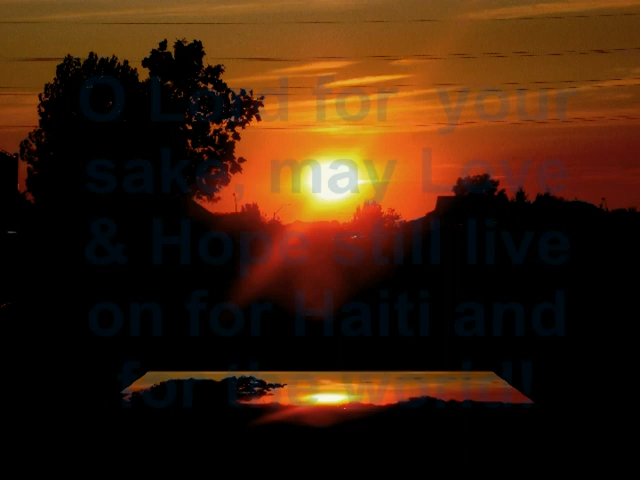 O Lord for your
sake, may Love
& Hope still live
on for Haiti and
for the world!